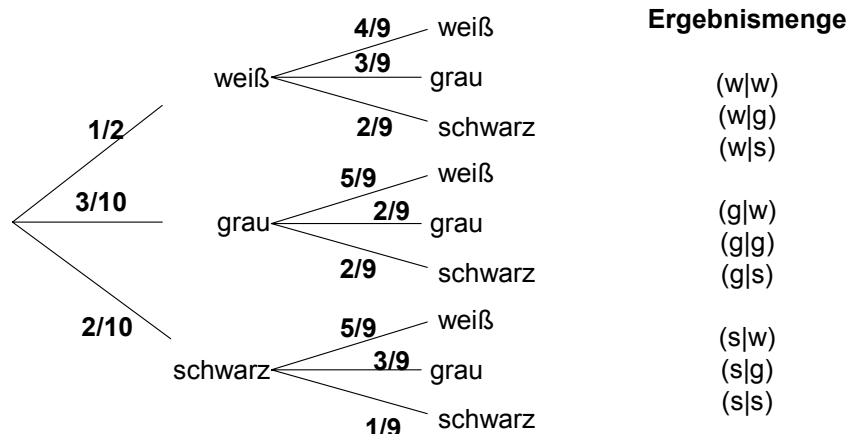 Ergebnismenge
4/9 weiß
weiß 3/9 grau
2/9 schwarz
(w|w)
(w|g)
(w|s)
1/2
3/10
2/10
5/9 weiß
grau 2/9 grau
2/9 schwarz
(g|w)
(g|g)
(g|s)
5/9 weiß
schwarz 3/9 grau
1/9 schwarz
(s|w)
(s|g)
(s|s)